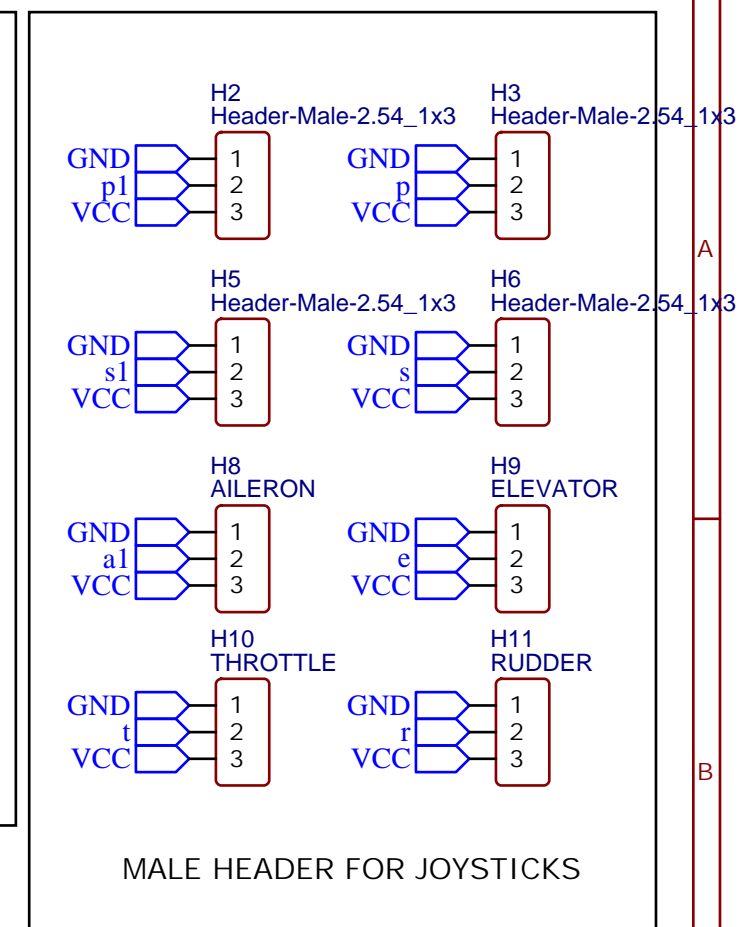 H2
Header-Male-2.54_1x3
GND
p1
VCC
1
2
3
H3
Header-Male-2.54_1x3
GND
p
VCC
1
2
3
A
H5
Header-Male-2.54_1x3
GND
s1
VCC
1
2
3
H6
Header-Male-2.54_1x3
GND
s
VCC
1
2
3
H8
AILERON
GND
a1
VCC
1
2
3
H9
ELEVATOR
GND
e
VCC
1
2
3
H10
THROTTLE
GND
t
VCC
1
2
3
H11
RUDDER
GND
r
VCC
1
2
3
B
MALE HEADER FOR JOYSTICKS